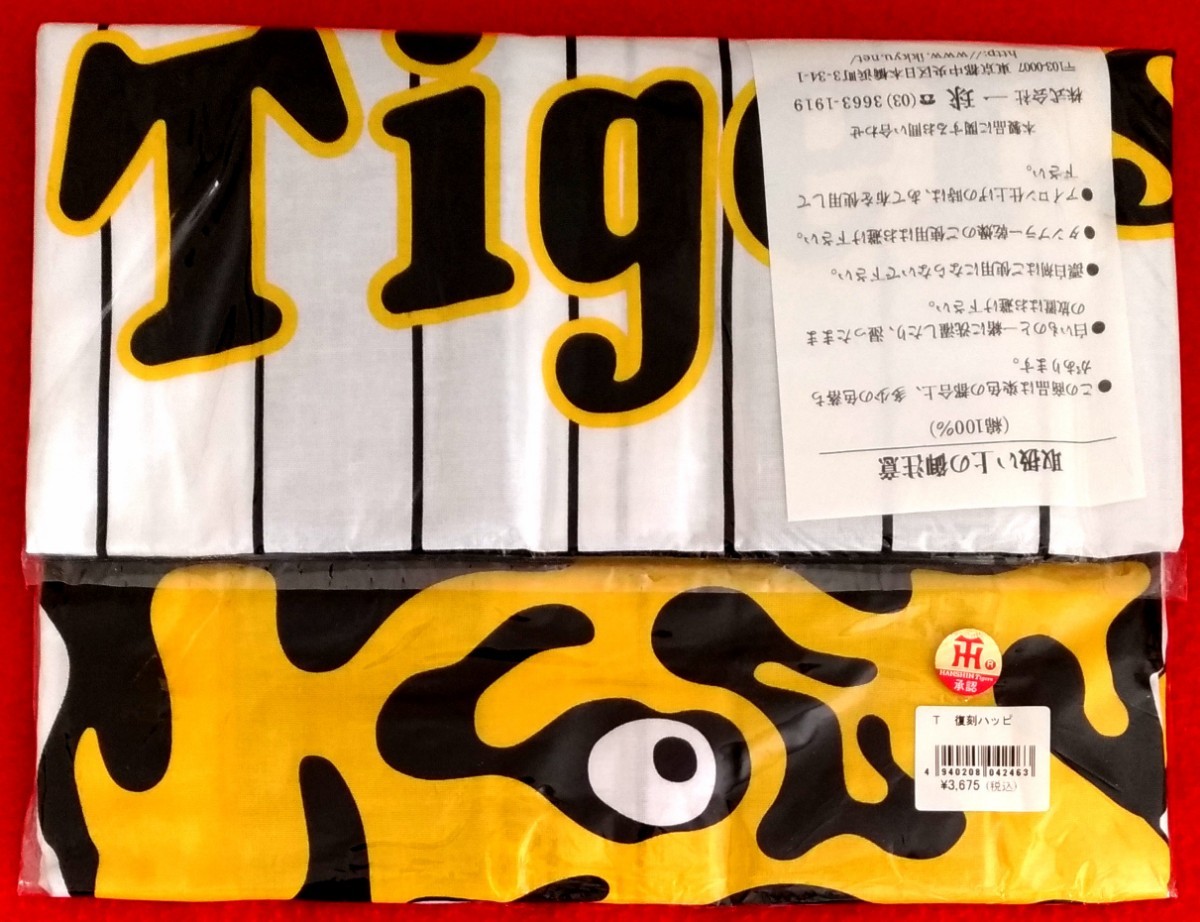 Tigers
取扱い上の御注意
(綿100%)
●この商品は染色の都合上、多少の色落ち
があります。
●白いものと一緒に洗濯したり、湿ったまま
の放置はお避け下さい。
●漂白剤はご使用にならないで下さい。
●タンブラー乾燥のご使用はお避け下さい。
●アイロン仕上げの時は、あて布を使用して
下さい。
本製品に関するお問い合わせ
株式会社 一 球 ☎(03) 3663-1919
〒103-0007 東京都中央区日本橋浜町3-34-1
http://www.ikkyu.net/
TH ®
HANSHIN Tigers
承認
T 復刻ハッピ
4 940208 042463
¥3,675 (税込)